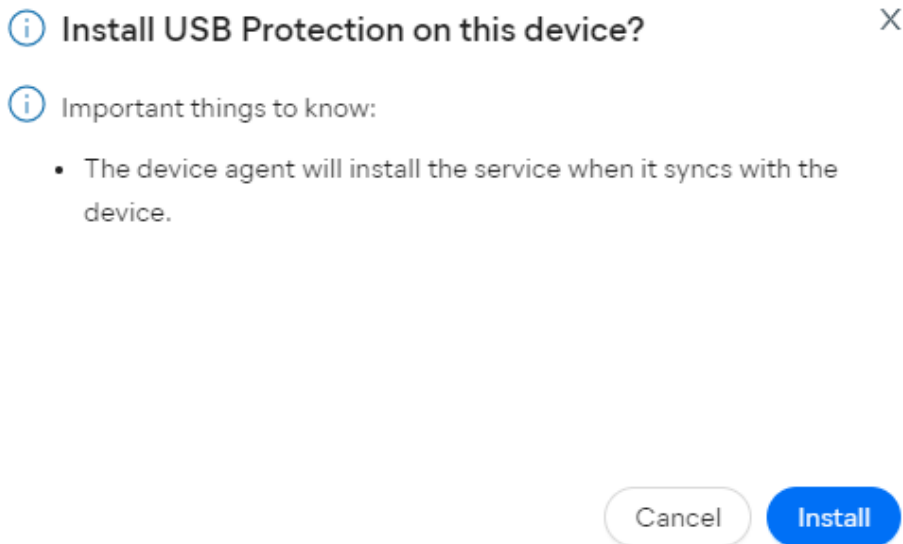 Install USB Protection on this device?
X
Important things to know:
• The device agent will install the service when it syncs with the
device.
Cancel
Install